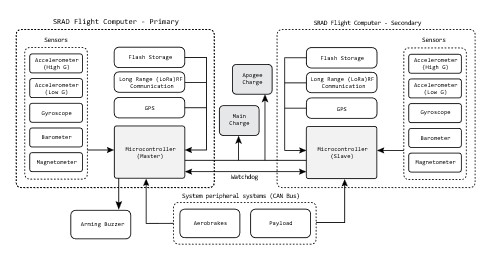 SRAD Flight Computer - Primary
SRAD Flight Computer - Secondary
Sensors
Accelerometer
(High G)
Accelerometer
(Low G)
Gyroscope
Barometer
Magnetometer
Flash Storage
Long Range (LoRa)RF
Communication
GPS
Microcontroller
(Master)
Apogee
Charge
Main
Charge
Flash Storage
Long Range (LoRa)RF
Communication
GPS
Microcontroller
(Slave)
Sensors
Accelerometer
(High G)
Accelerometer
(Low G)
Gyroscope
Barometer
Magnetometer
Watchdog
System peripheral systems (CAN Bus)
Arming Buzzer
Aerobrakes
Payload